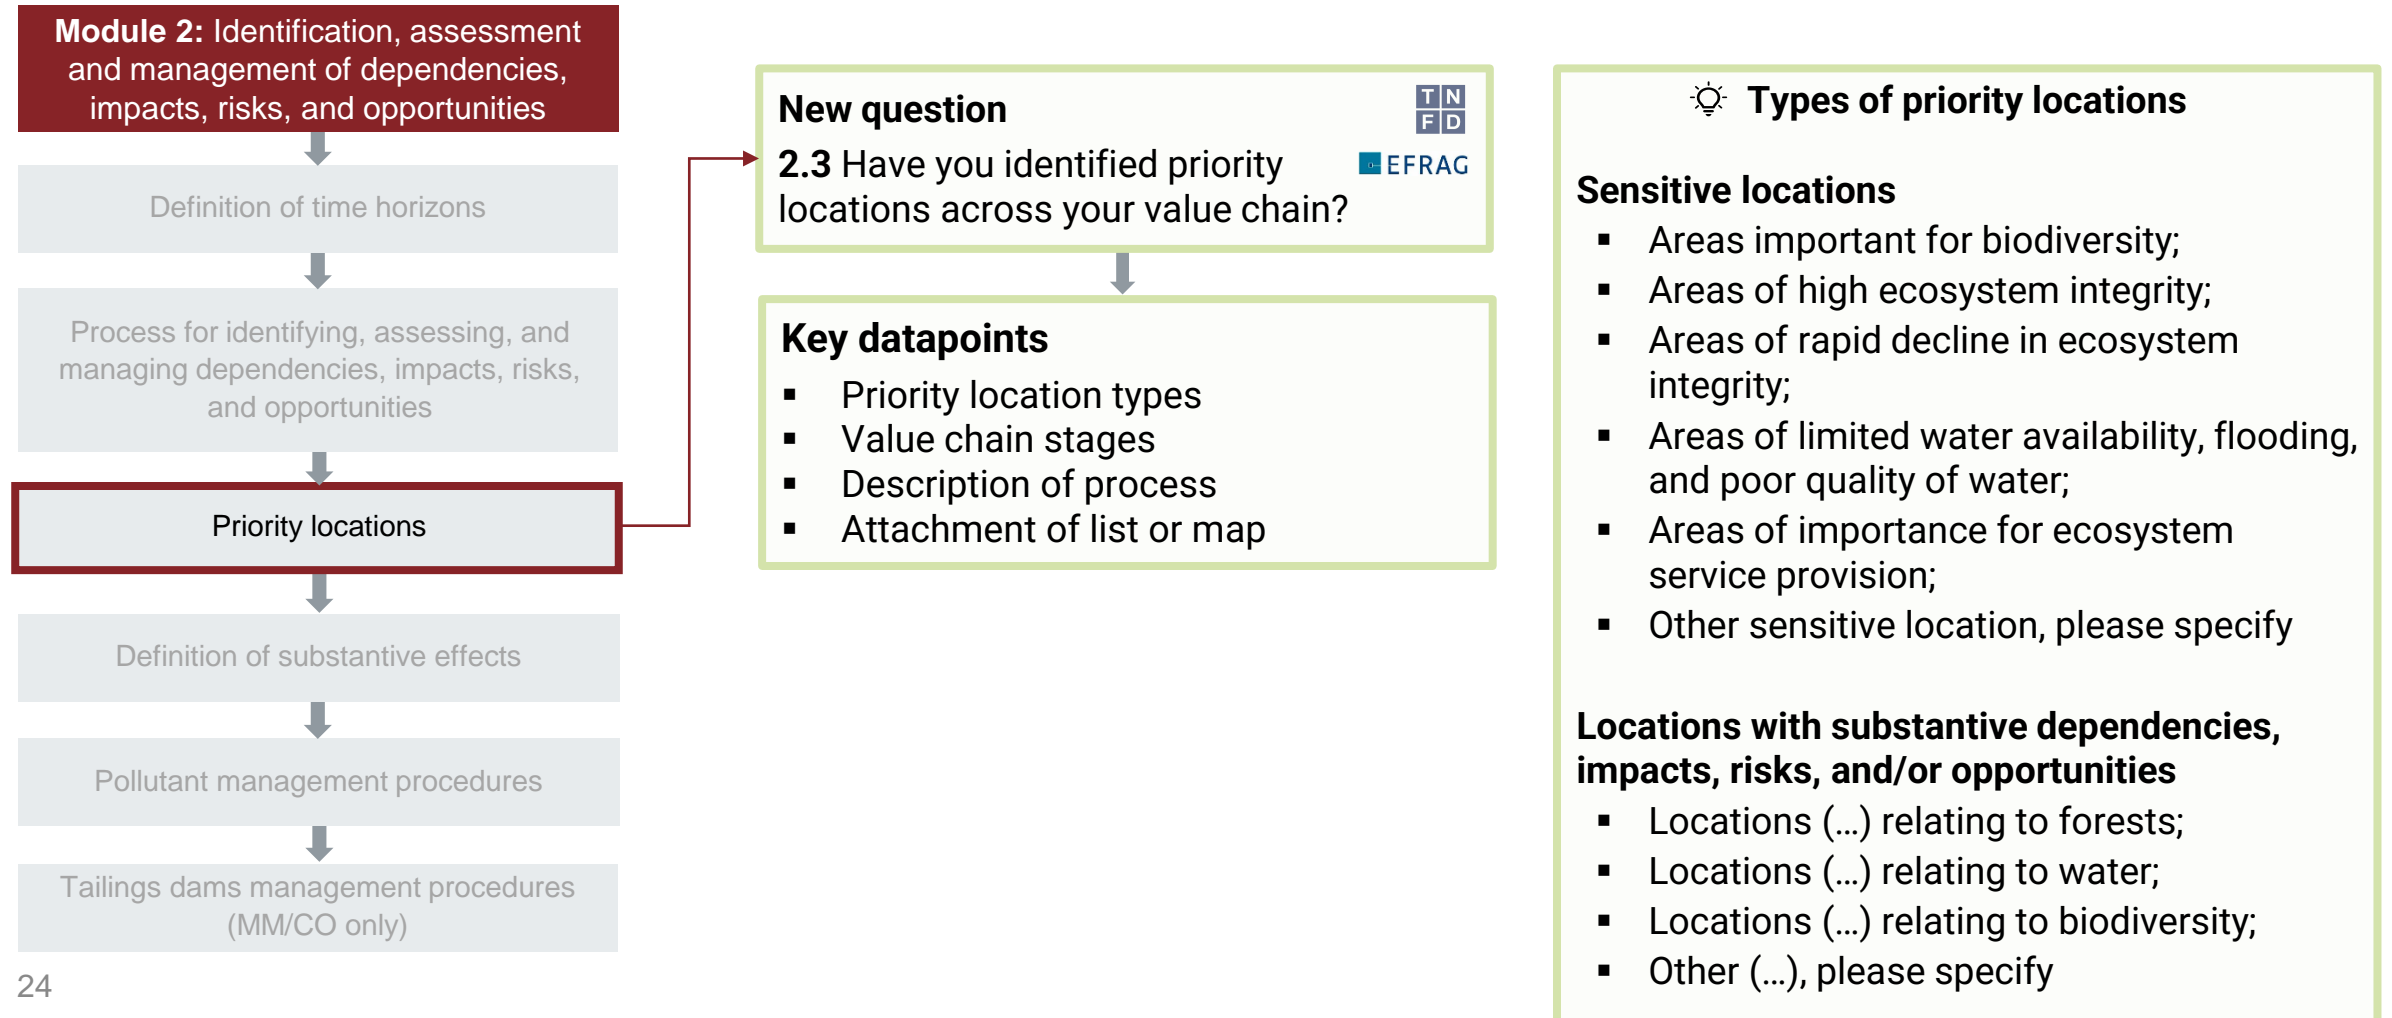 Module 2: Identification, assessment
and management of dependencies,
impacts, risks, and opportunities
Definition of time horizons
Process for identifying, assessing, and
managing dependencies, impacts, risks,
and opportunities
Priority locations
Definition of substantive effects
Pollutant management procedures
Tailings dams management procedures
(MM/CO only)
24
New question
T N
F D
2.3 Have you identified priority
EFRAG
locations across your value chain?
Key datapoints
▪ Priority location types
▪ Value chain stages
▪ Description of process
▪ Attachment of list or map
Types of priority locations
Sensitive locations
▪ Areas important for biodiversity;
▪ Areas of high ecosystem integrity;
▪ Areas of rapid decline in ecosystem
integrity;
▪ Areas of limited water availability, flooding,
and poor quality of water;
▪ Areas of importance for ecosystem
service provision;
▪ Other sensitive location, please specify
Locations with substantive dependencies,
impacts, risks, and/or opportunities
▪ Locations (…) relating to forests;
▪ Locations (…) relating to water;
▪ Locations (…) relating to biodiversity;
▪ Other (…), please specify